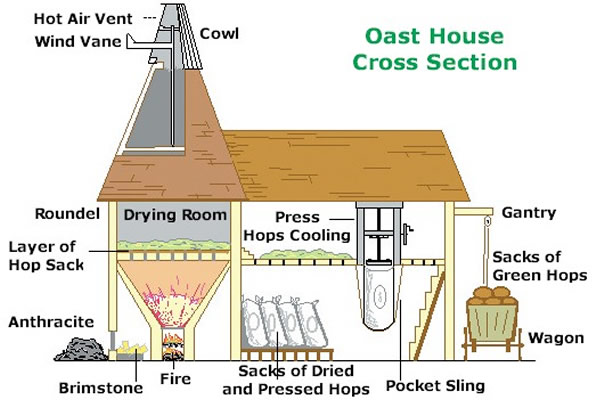 Hot Air Vent
Wind Vane
Cowl
Oast House
Cross Section
Roundel
Drying Room
Press
Hops Cooling
Gantry
Layer of
Hop Sack
Sacks of
Green Hops
Anthracite
Wagon
Brimstone
Fire
Sacks of Dried
and Pressed Hops
Pocket Sling